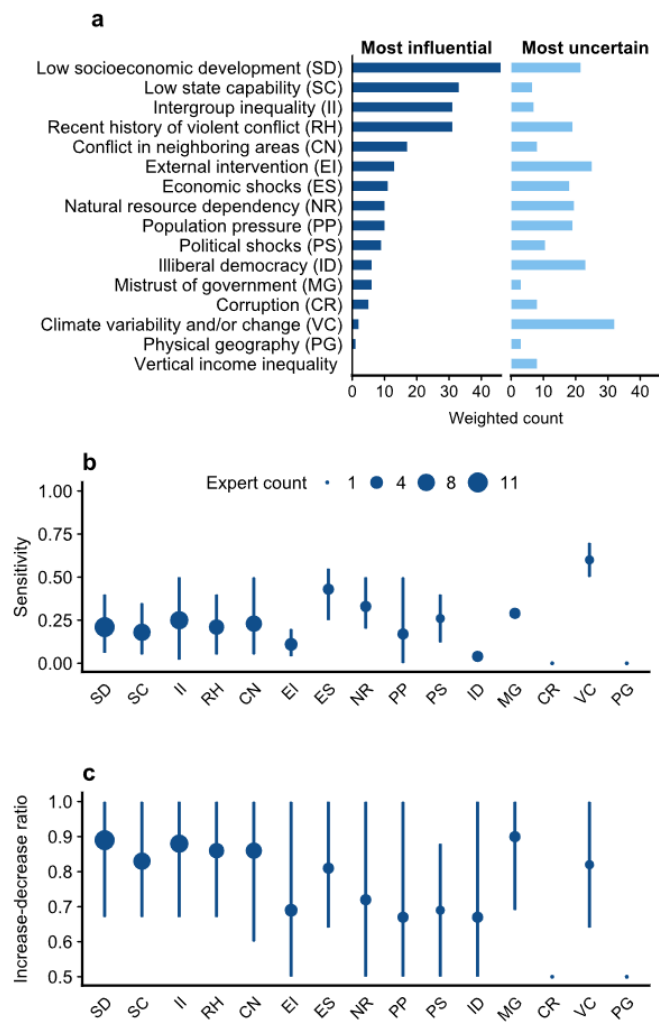 a
Most influential Most uncertain
Low socioeconomic development (SD)
Low state capability (SC)
Intergroup inequality (II)
Recent history of violent conflict (RH)
Conflict in neighboring areas (CN)
External intervention (EI)
Economic shocks (ES)
Natural resource dependency (NR)
Population pressure (PP)
Political shocks (PS)
Illiberal democracy (ID)
Mistrust of government (MG)
Corruption (CR)
Climate variability and/or change (VC)
Physical geography (PG)
Vertical income inequality
0 10 20 30 40 0 10 20 30 40
Weighted count
b
Expert count 1 4 8 11
Sensitivity
1.00
0.75
0.50
0.25
0.00
SD SC II RH CN EI ES NR PP PS ID MG CR VC PG
c
Increase-decrease ratio
1.0
0.9
0.8
0.7
0.6
0.5
SD SC II RH CN EI ES NR PP PS ID MG CR VC PG